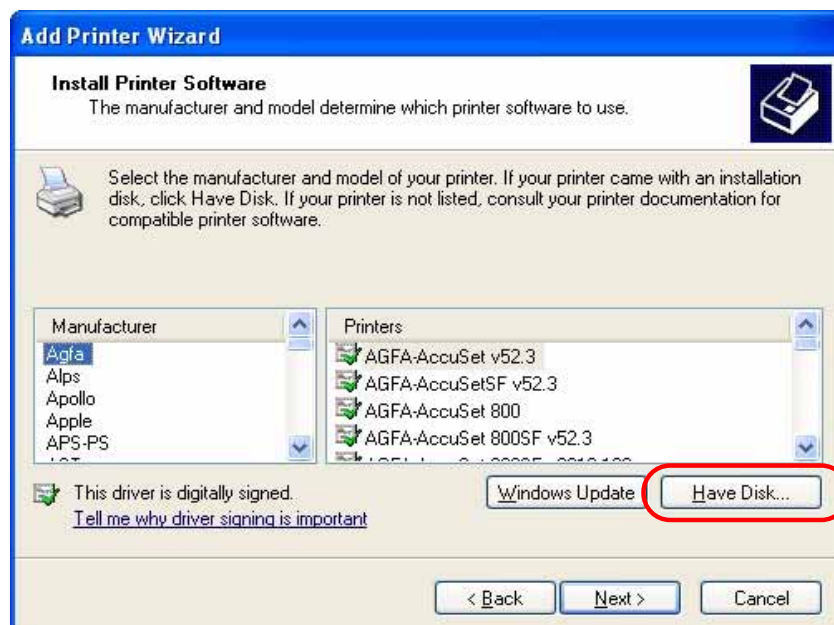 Add Printer Wizard
Install Printer Software
The manufacturer and model determine which printer software to use.
Select the manufacturer and model of your printer. If your printer came with an installation
disk, click Have Disk. If your printer is not listed, consult your printer documentation for
compatible printer software.
Manufacturer
Agfa
Alps
Apollo
Apple
APS-PS
Printers
AGFA-AccuSet v52.3
AGFA-AccuSetSF v52.3
AGFA-AccuSet 800
AGFA-AccuSet 800SF v52.3
This driver is digitally signed.
Tell me why driver signing is important
Windows Update
Have Disk...
< Back
Next >
Cancel